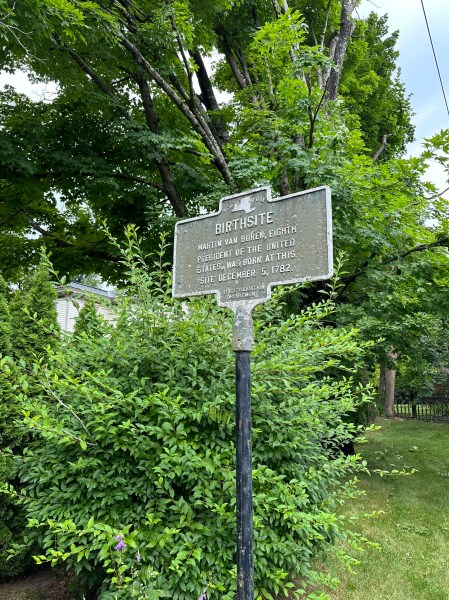 BIRTHSITE
MARTIN VAN BUREN, EIGHTH
PRESIDENT OF THE UNITED
STATES, WAS BORN AT THIS
SITE DECEMBER 5, 1782.